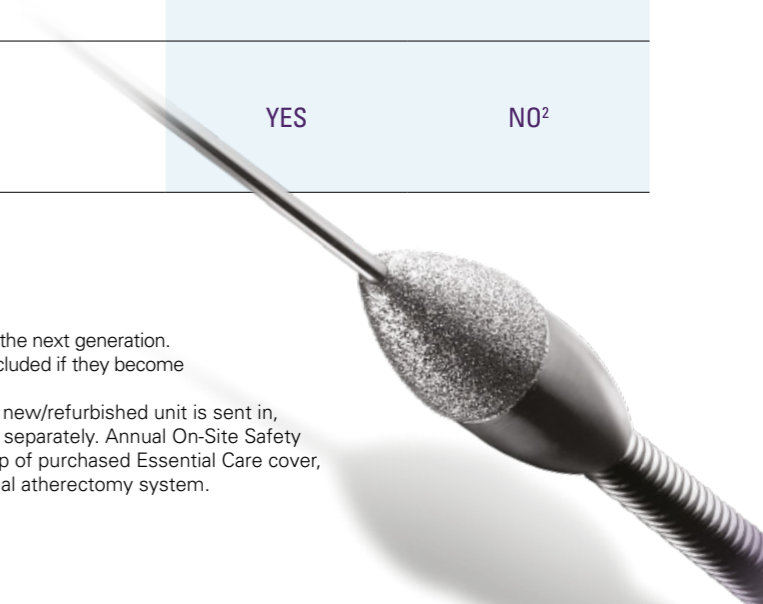 YES NO²
the next generation.
cluded if they become
new/refurbished unit is sent in,
separately. Annual On-Site Safety
p of purchased Essential Care cover,
al atherectomy system.